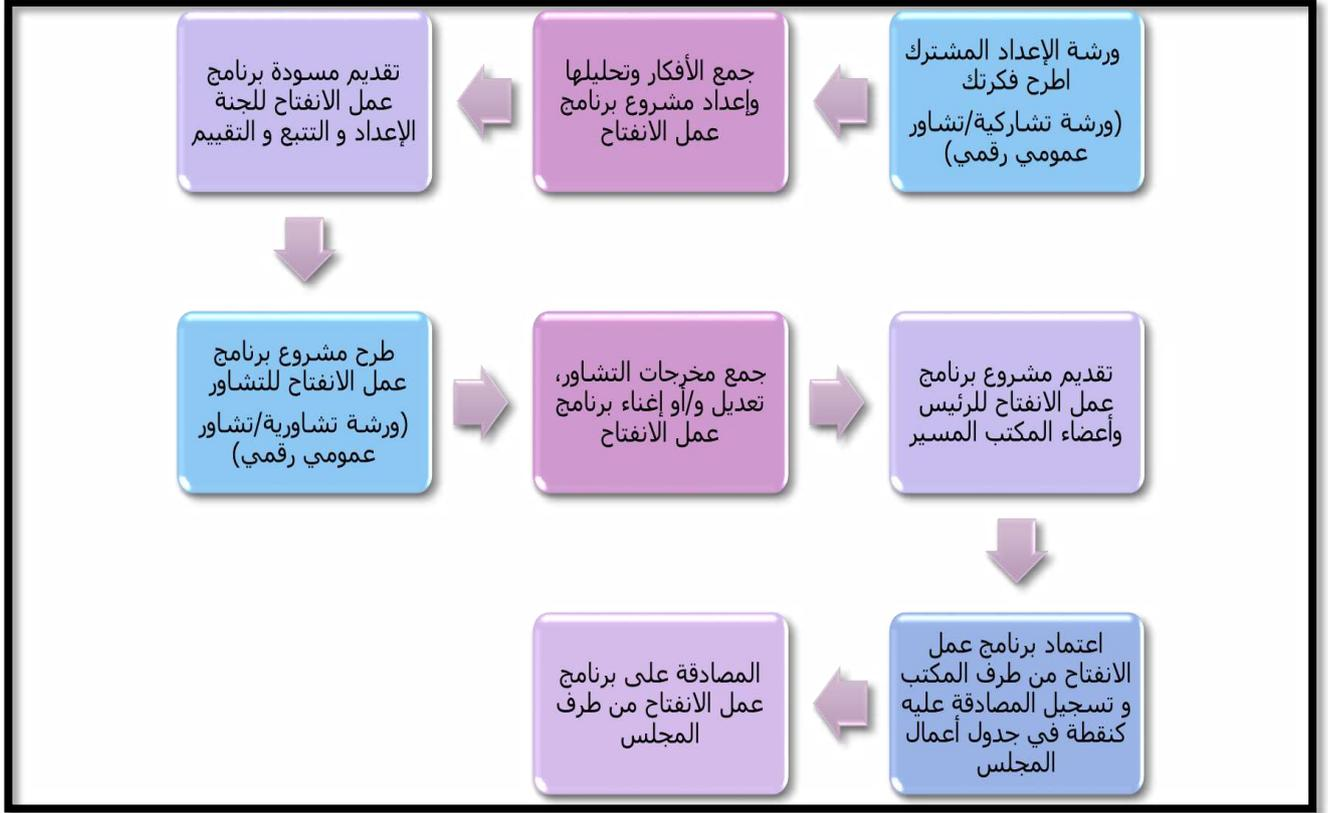 ورشة الإعداد المشترك
اطرح فكرتك
(ورشة تشاركية/تشاور
عمومي رقمي)
جمع الأفكار وتحليلها
وإعداد مشروع برنامج
عمل الانفتاح
تقديم مسودة برنامج
عمل الانفتاح للجنة
الإعداد و التتبع و التقييم
طرح مشروع برنامج
عمل الانفتاح للتشاور
(ورشة تشاورية/تشاور
عمومي رقمي)
جمع مخرجات التشاور،
تعديل و/أو إغناء برنامج
عمل الانفتاح
تقديم مشروع برنامج
عمل الانفتاح للرئيس
وأعضاء المكتب المسير
اعتماد برنامج عمل
الانفتاح من طرف المكتب
و تسجيل المصادقة عليه
كنقطة في جدول أعمال
المجلس
المصادقة على برنامج
عمل الانفتاح من طرف
المجلس